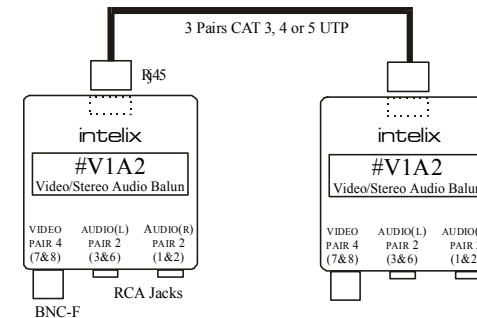 3 Pairs CAT 3, 4 or 5 UTP
Rj45
intelix
#V1A2
Video/Stereo Audio Balun
VIDEO AUDIO(L) AUDIO(R)
PAIR 4 PAIR 2 PAIR 2
(7&8) (3&6) (1&2)
RCA Jacks
BNC-F
intelix
#V1A2
Video/Stereo Audio Balun
VIDEO AUDIO(L) AUDIO(
PAIR 4 PAIR 2 PAIR
(7&8) (3&6) (1&2